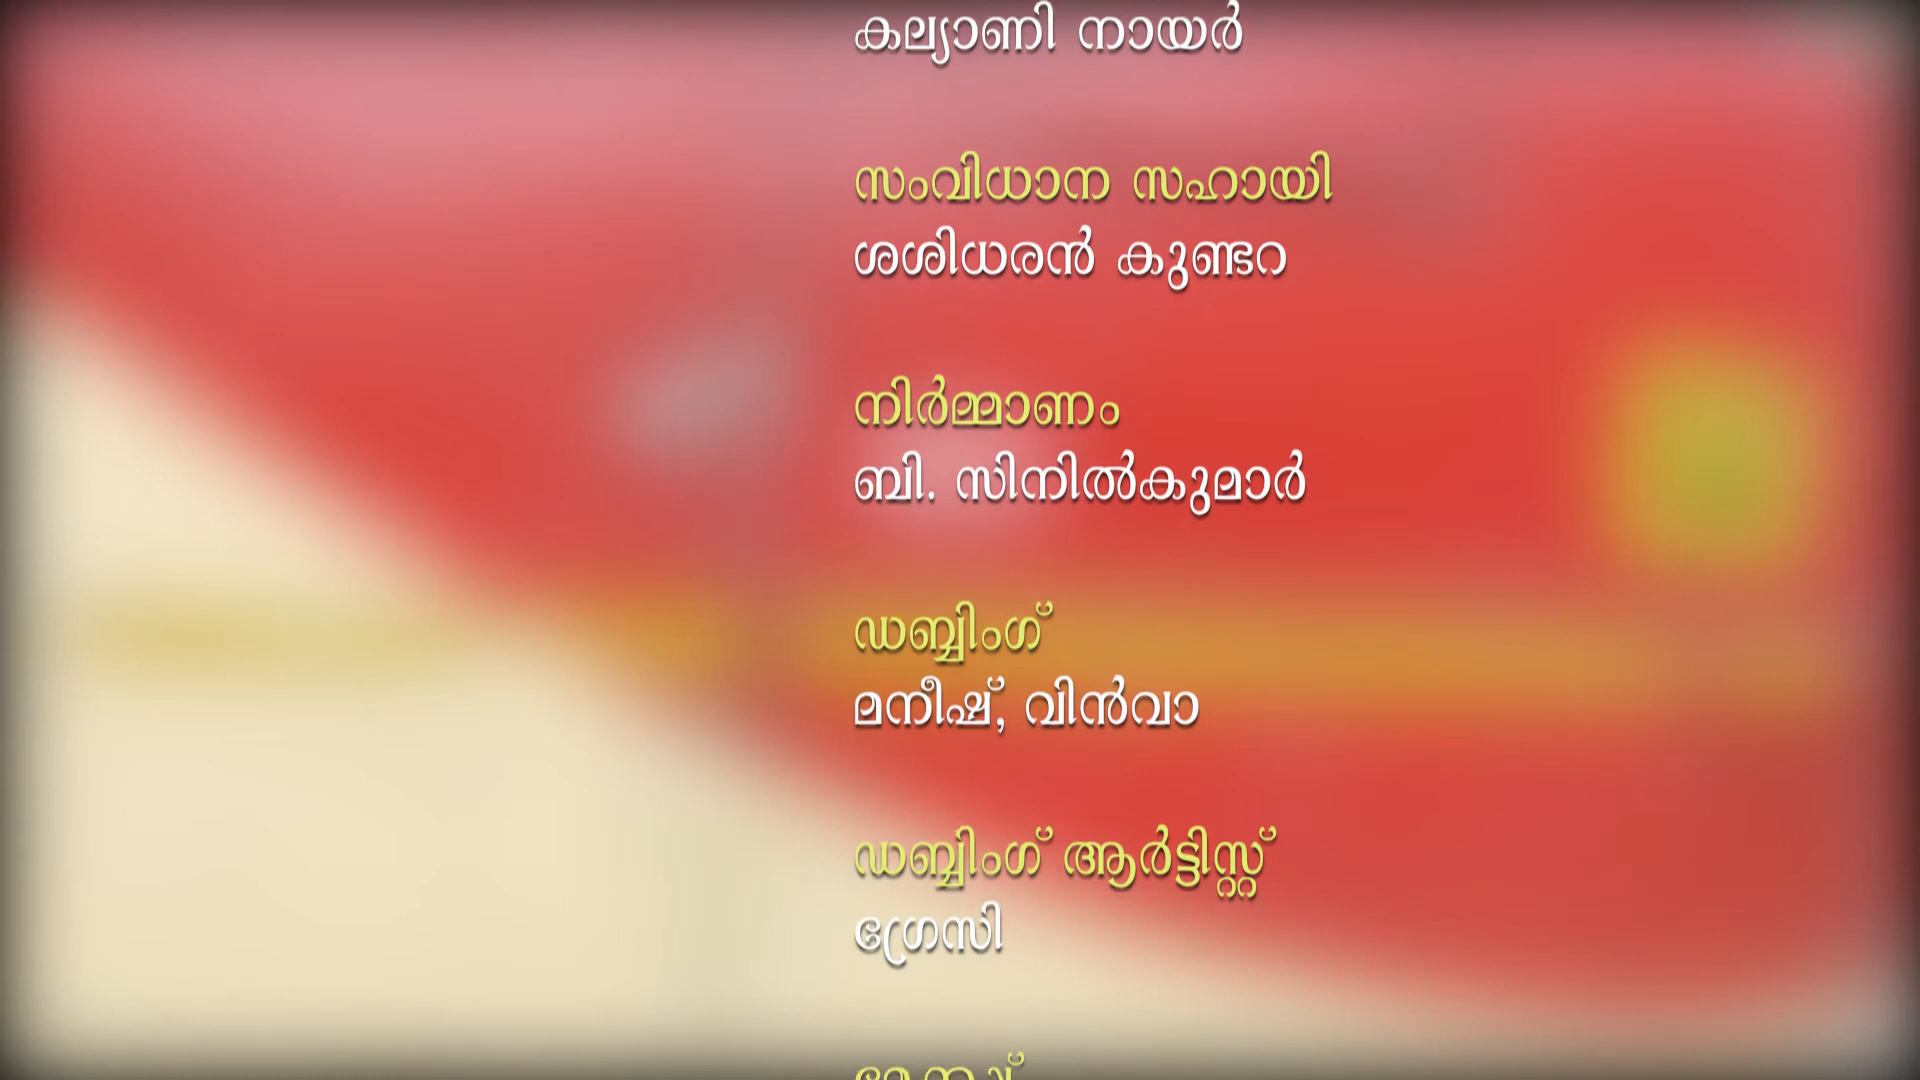 കല്യാണി നായർ
സംവിധാന സഹായി
ശശിധരൻ കുണ്ടറ
നിർമ്മാണം
ബി. സിനിൽകുമാർ
ഡബ്ബിംഗ്
മനീഷ്, വിൻവാ
ഡബ്ബിംഗ് ആർട്ടിസ്റ്റ്
ഗ്രേസി